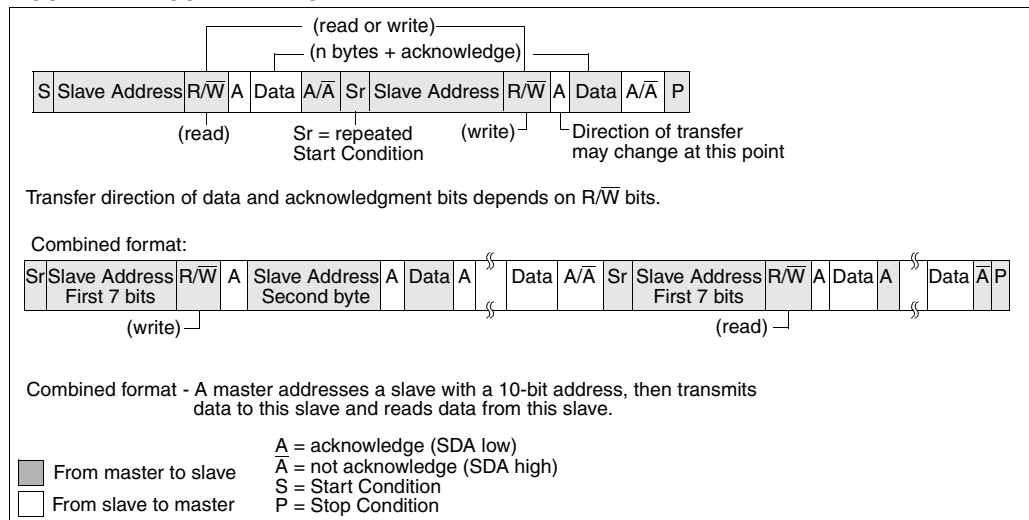 (read or write)
(n bytes + acknowledge)
S Slave Address R/W̅ A Data A/A̅ Sr Slave Address R/W̅ A Data A/A̅ P
(read) Sr = repeated (write) Direction of transfer
Start Condition may change at this point
Transfer direction of data and acknowledgment bits depends on R/W̅ bits.
Combined format:
Sr Slave Address R/W̅ A Slave Address A Data A Data A/A̅ Sr Slave Address R/W̅ A Data A Data A̅ P
First 7 bits Second byte First 7 bits
(write) (read)
Combined format - A master addresses a slave with a 10-bit address, then transmits
data to this slave and reads data from this slave.
A = acknowledge (SDA low)
A̅ = not acknowledge (SDA high)
From master to slave
S = Start Condition
From slave to master
P = Stop Condition